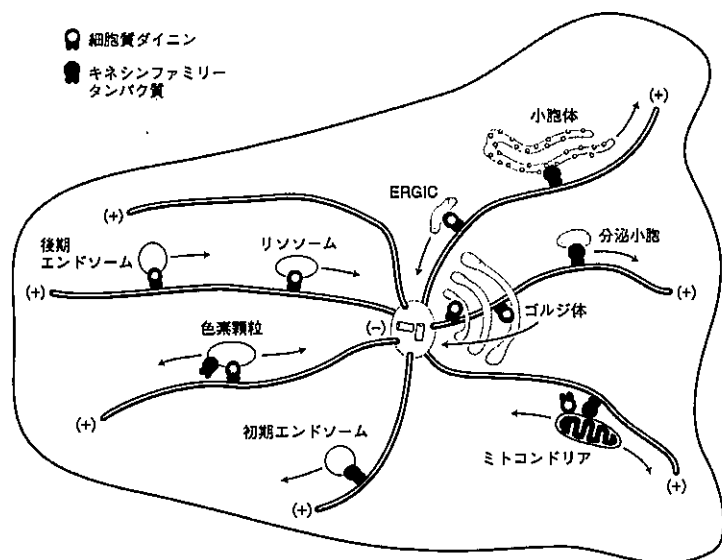 細胞質ダイニン
キネシンファミリー
タンパク質
小胞体
(+)
ERGIC
(+)
後期
エンドソーム
リソソーム
分泌小胞
(+)
(+)
色素顆粒
(−)
ゴルジ体
(+)
初期エンドソーム
ミトコンドリア
(+)
(+)